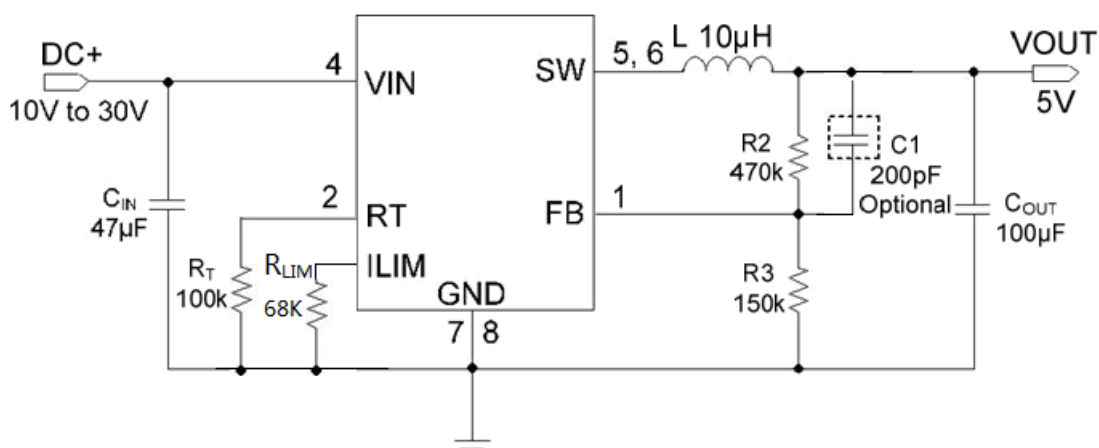 DC+
10V to 30V
4
VIN
SW
5, 6
L 10μH
VOUT
5V
R2
470k
C1
200pF
Optional
CIN
47μF
2
RT
FB
1
COUT
100μF
RT
100k
RLIM
68K
ILIM
GND
7
8
R3
150k